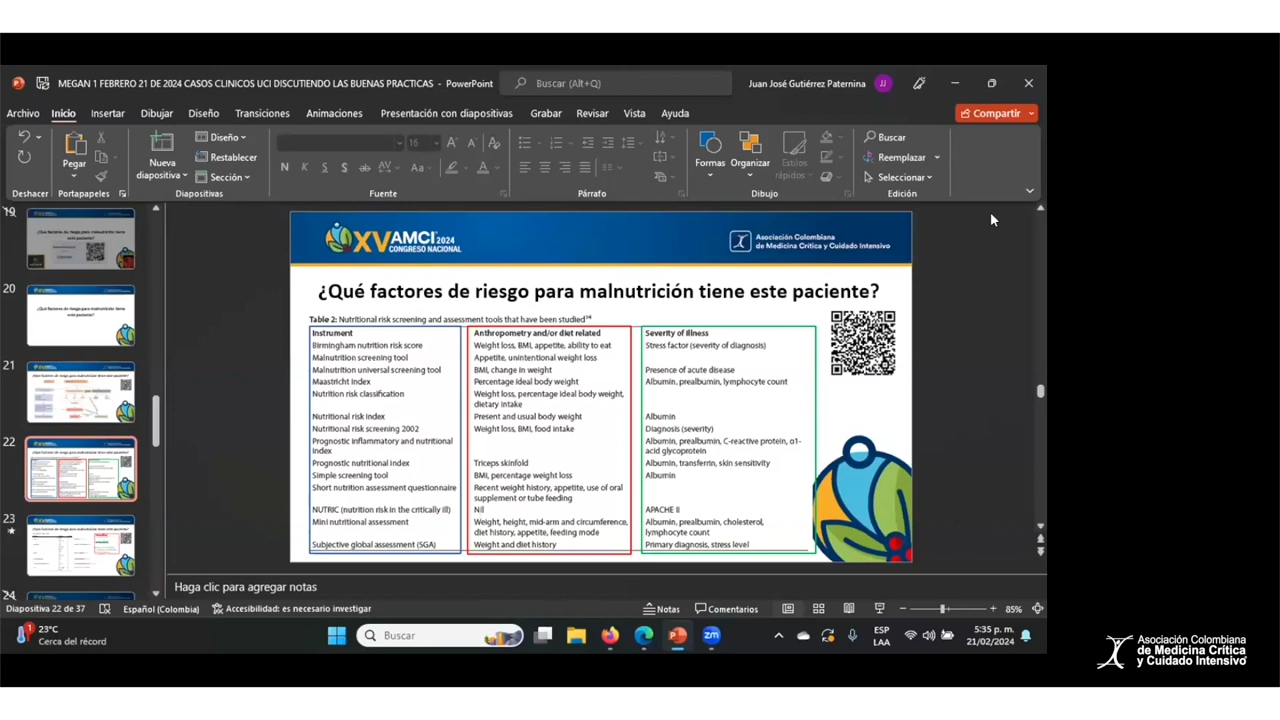 MEGAN 1 FEBRERO 21 DE 2024 CASOS CLINICOS UCI DISCUTIENDO LAS BUENAS PRACTICAS - PowerPoint
Buscar (Alt+Q)
Juan José Gutiérrez Paternina
JJ
Archivo Inicio Insertar Dibujar Diseño Transiciones Animaciones Presentación con diapositivas Grabar Revisar Vista Ayuda
Compartir
Pegar
Nueva
diapositiva
Diseño
Restablecer
Sección
16
N K S S ab AV Aa A
Formas
Organizar
Estilos
rápidos
Buscar
Reemplazar
Seleccionar
Deshacer Portapapeles Diapositivas Fuente Párrafo Dibujo Edición
19
20
21
22
23
24
XV AMCI 2024
CONGRESO NACIONAL
Asociación Colombiana
de Medicina Crítica y Cuidado Intensivo
¿Qué factores de riesgo para malnutrición tiene este paciente?
Table 2: Nutritional risk screening and assessment tools that have been studied
Instrument Anthropometry and/or diet related Severity of Illness
Birmingham nutrition risk score Weight loss, BMI, appetite, ability to eat Stress factor (severity of diagnosis)
Malnutrition screening tool Appetite, unintentional weight loss
Malnutrition universal screening tool BMI, change in weight Presence of acute disease
Maastricht index Percentage ideal body weight Albumin, prealbumin, lymphocyte count
Nutrition risk classification Weight loss, percentage ideal body weight,
dietary intake
Nutritional risk index Present and usual body weight Albumin
Nutritional risk screening 2002 Weight loss, BMI, food intake Diagnosis (severity)
Prognostic inflammatory and nutritional
index
Albumin, prealbumin, C-reactive protein, α1-
acid glycoprotein
Prognostic nutritional index Triceps skinfold Albumin, transferrin, skin sensitivity
Simple screening tool BMI, percentage weight loss Albumin
Short nutrition assessment questionnaire Recent weight history, appetite, use of oral
supplement or tube feeding
NUTRIC (nutrition risk in the critically ill) Nil APACHE II
Mini nutritional assessment Weight, height, mid-arm and circumference,
diet history, appetite, feeding mode
Albumin, prealbumin, cholesterol,
lymphocyte count
Subjective global assessment (SGA) Weight and diet history Primary diagnosis, stress level
Haga clic para agregar notas
Diapositiva 22 de 37 Español (Colombia) Accesibilidad: es necesario investigar Notas Comentarios 85%
1
23°C
Cerca del récord
Buscar
zm
ESP
LAA
5:35 p. m.
21/02/2024
Asociación Colombiana
de Medicina Crítica
y Cuidado Intensivo